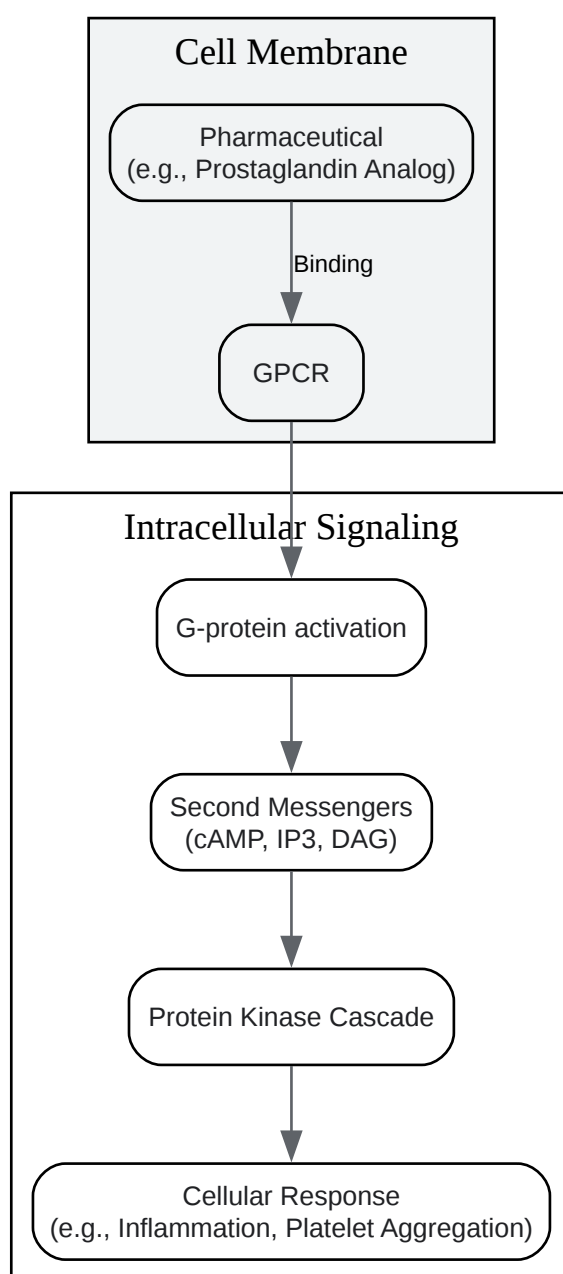 Cell Membrane
Pharmaceutical
(e.g., Prostaglandin Analog)
Binding
GPCR
Intracellular Signaling
G-protein activation
Second Messengers
(cAMP, IP3, DAG)
Protein Kinase Cascade
Cellular Response
(e.g., Inflammation, Platelet Aggregation)